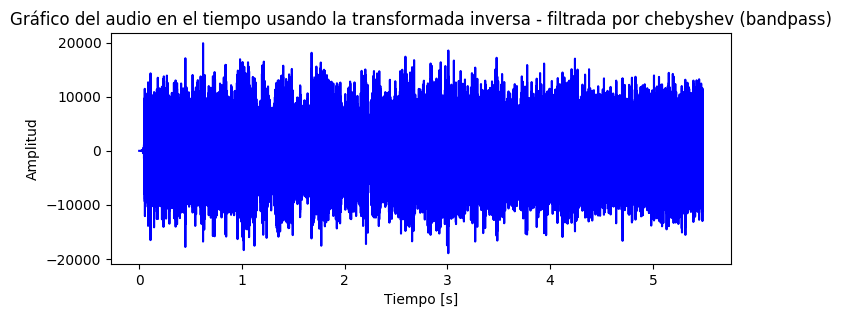 Gráfico del audio en el tiempo usando la transformada inversa - filtrada por chebyshev (bandpass)
20000
10000
0
−10000
−20000
Amplitud
0 1 2 3 4 5
Tiempo [s]